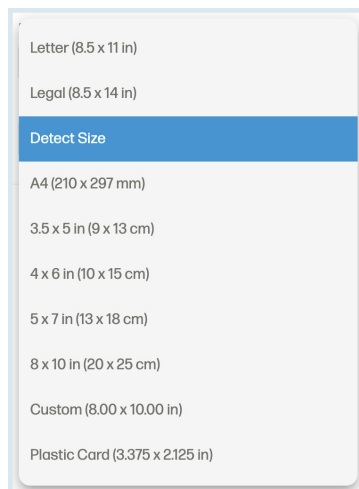 Letter (8.5 x 11 in)
Legal (8.5 x 14 in)
Detect Size
A4 (210 x 297 mm)
3.5 x 5 in (9 x 13 cm)
4 x 6 in (10 x 15 cm)
5 x 7 in (13 x 18 cm)
8 x 10 in (20 x 25 cm)
Custom (8.00 x 10.00 in)
Plastic Card (3.375 x 2.125 in)